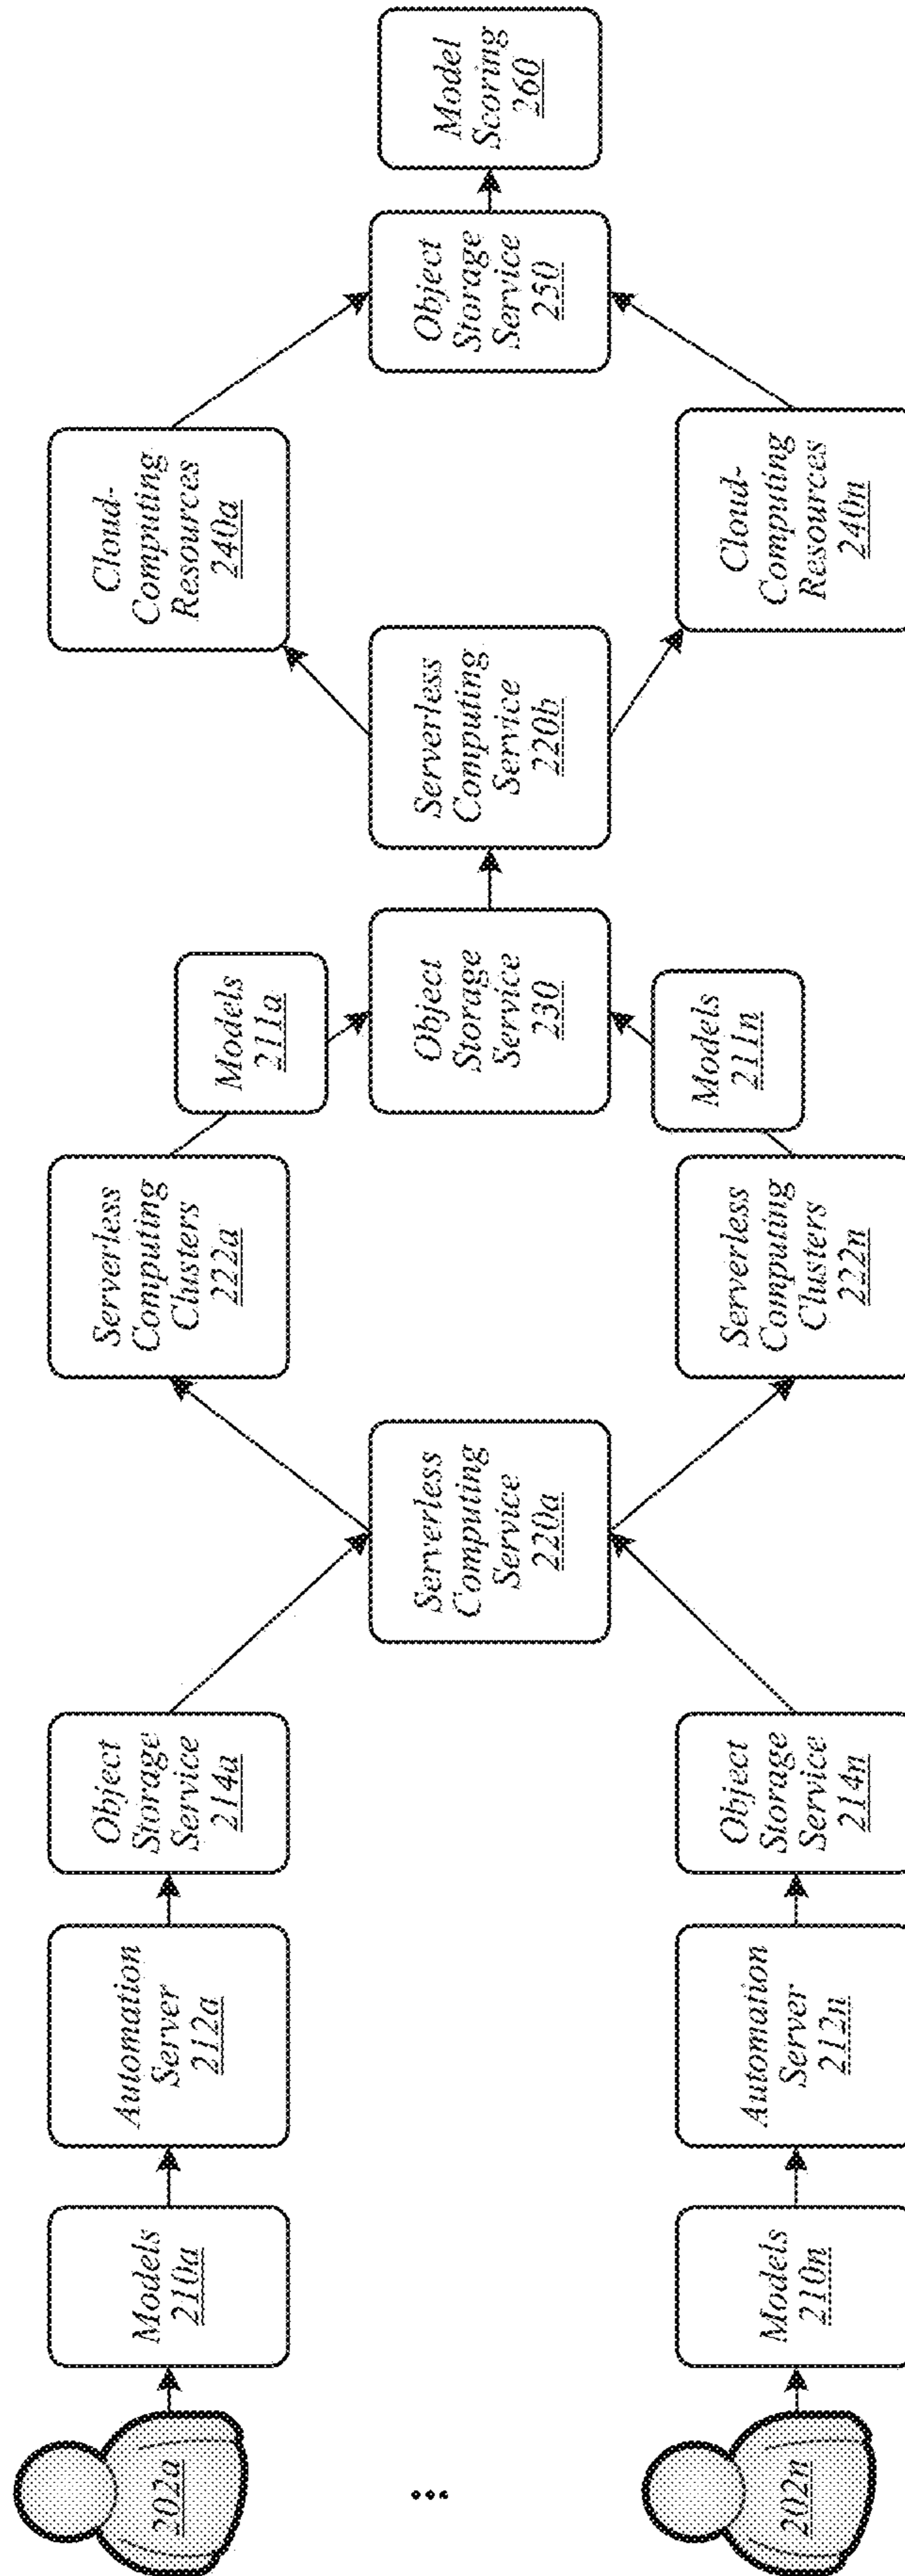 202a
Models
210a
Automation
Server
212a
Object
Storage
Service
214a
...
202n
Models
210n
Automation
Server
212n
Object
Storage
Service
214n
Serverless
Computing
Service
220a
Serverless
Computing
Clusters
222a
Serverless
Computing
Clusters
222n
Models
211a
Models
211n
Object
Storage
Service
230
Serverless
Computing
Service
220b
Cloud-
Computing
Resources
240a
Cloud-
Computing
Resources
240n
Object
Storage
Service
250
Model
Scoring
260